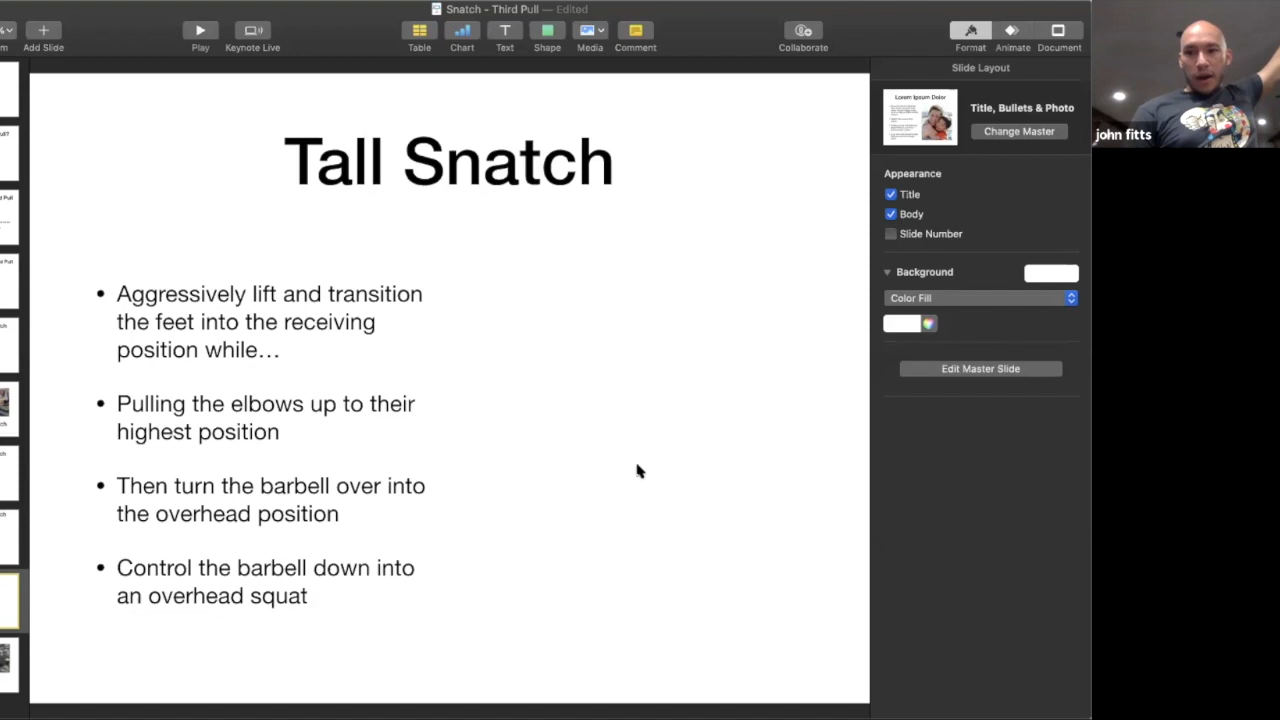 Snatch - Third Pull — Edited
Add Slide
Play
Keynote Live
Table
Chart
Text
Shape
Media
Comment
Collaborate
Format
Animate
Document
Slide Layout
Lorem Ipsum Dolor
Title, Bullets & Photo
Change Master
Appearance
Title
Body
Slide Number
Background
Color Fill
Edit Master Slide
john fitts
Tall Snatch
• Aggressively lift and transition
the feet into the receiving
position while…
• Pulling the elbows up to their
highest position
• Then turn the barbell over into
the overhead position
• Control the barbell down into
an overhead squat